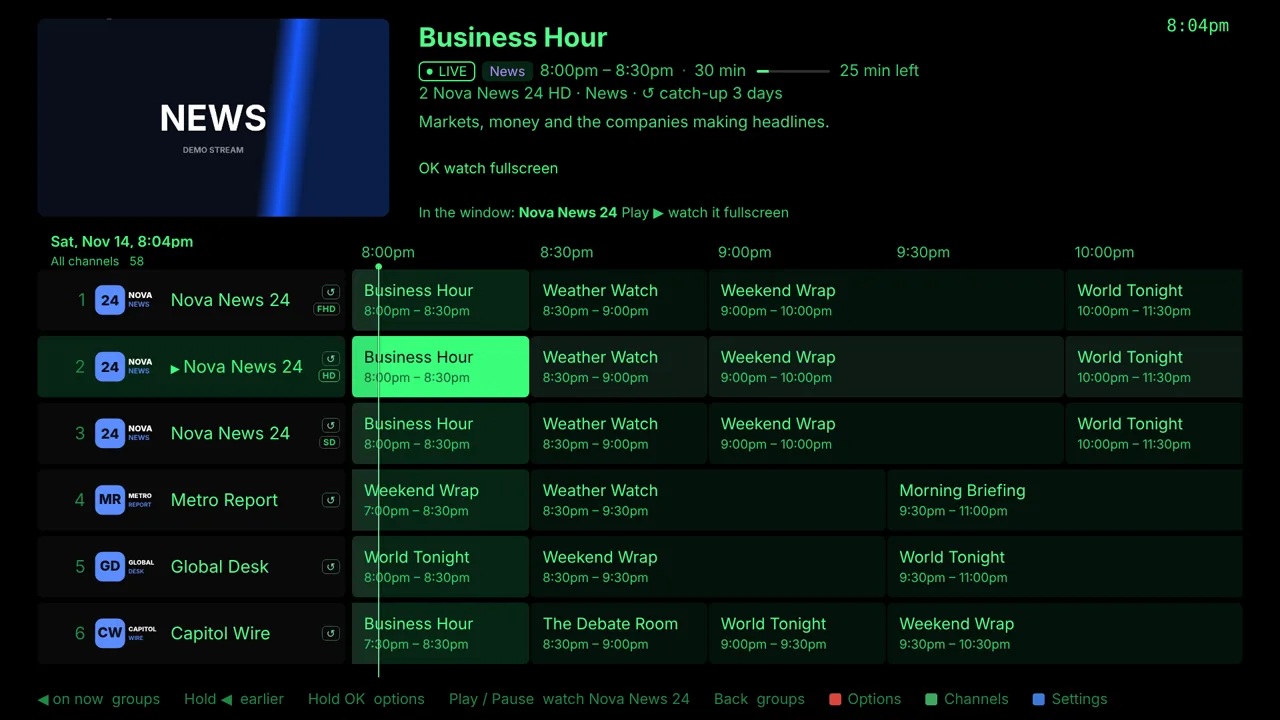 NEWS
DEMO STREAM
Business Hour
8:04pm
● LIVE News 8:00pm – 8:30pm · 30 min 25 min left
2 Nova News 24 HD · News · ↺ catch-up 3 days
Markets, money and the companies making headlines.
OK watch fullscreen
In the window: Nova News 24 Play ▶ watch it fullscreen
Sat, Nov 14, 8:04pm
All channels 58
8:00pm 8:30pm 9:00pm 9:30pm 10:00pm
1 24 NOVA NEWS Nova News 24 ↺ FHD
Business Hour Weather Watch Weekend Wrap World Tonight
8:00pm – 8:30pm 8:30pm – 9:00pm 9:00pm – 10:00pm 10:00pm – 11:30pm
2 24 NOVA NEWS ▶ Nova News 24 ↺ HD
Business Hour Weather Watch Weekend Wrap World Tonight
8:00pm – 8:30pm 8:30pm – 9:00pm 9:00pm – 10:00pm 10:00pm – 11:30pm
3 24 NOVA NEWS Nova News 24 ↺ SD
Business Hour Weather Watch Weekend Wrap World Tonight
8:00pm – 8:30pm 8:30pm – 9:00pm 9:00pm – 10:00pm 10:00pm – 11:30pm
4 MR METRO REPORT Metro Report ↺
Weekend Wrap Weather Watch Morning Briefing
7:00pm – 8:30pm 8:30pm – 9:30pm 9:30pm – 11:00pm
5 GD GLOBAL DESK Global Desk ↺
World Tonight Weekend Wrap World Tonight
8:00pm – 8:30pm 8:30pm – 9:30pm 9:30pm – 11:00pm
6 CW CAPITOL WIRE Capitol Wire ↺
Business Hour The Debate Room World Tonight Weekend Wrap
7:30pm – 8:30pm 8:30pm – 9:00pm 9:00pm – 9:30pm 9:30pm – 10:30pm
◀ on now groups Hold ◀ earlier Hold OK options Play / Pause watch Nova News 24 Back groups Options Channels Settings